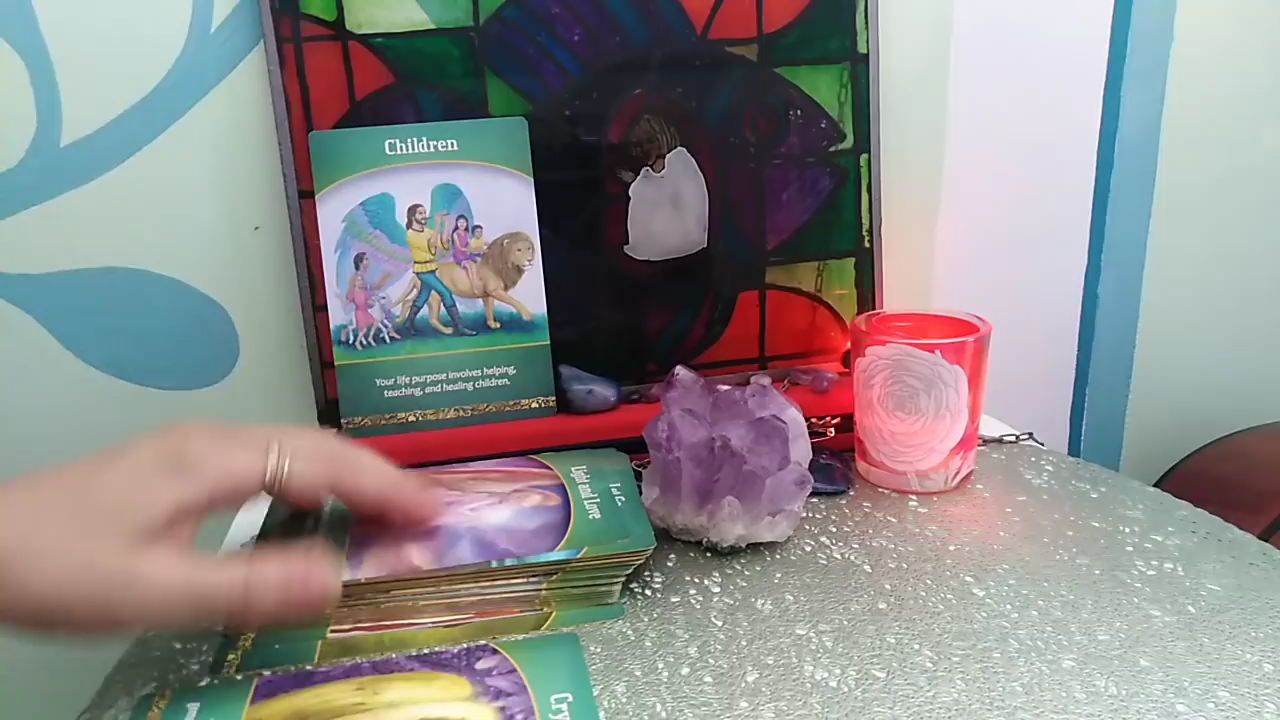 Children
Your life purpose involves helping,
teaching, and healing children.
Light and Love